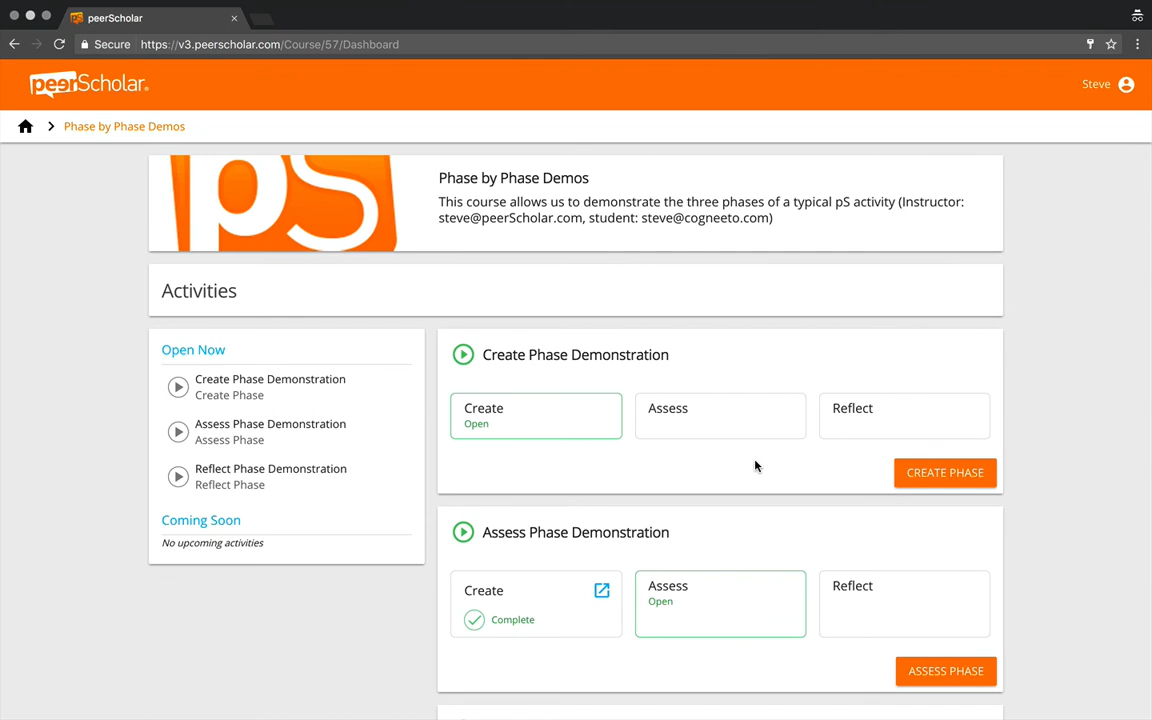 peerScholar
Secure https://v3.peerscholar.com/Course/57/Dashboard
peerScholar
Steve
Phase by Phase Demos
pS
Phase by Phase Demos
This course allows us to demonstrate the three phases of a typical pS activity (Instructor:
steve@peerScholar.com, student: steve@cogneeto.com)
Activities
Open Now
Create Phase Demonstration
Create Phase
Assess Phase Demonstration
Assess Phase
Reflect Phase Demonstration
Reflect Phase
Coming Soon
No upcoming activities
Create Phase Demonstration
Create
Open
Assess
Reflect
CREATE PHASE
Assess Phase Demonstration
Create
Complete
Assess
Open
Reflect
ASSESS PHASE